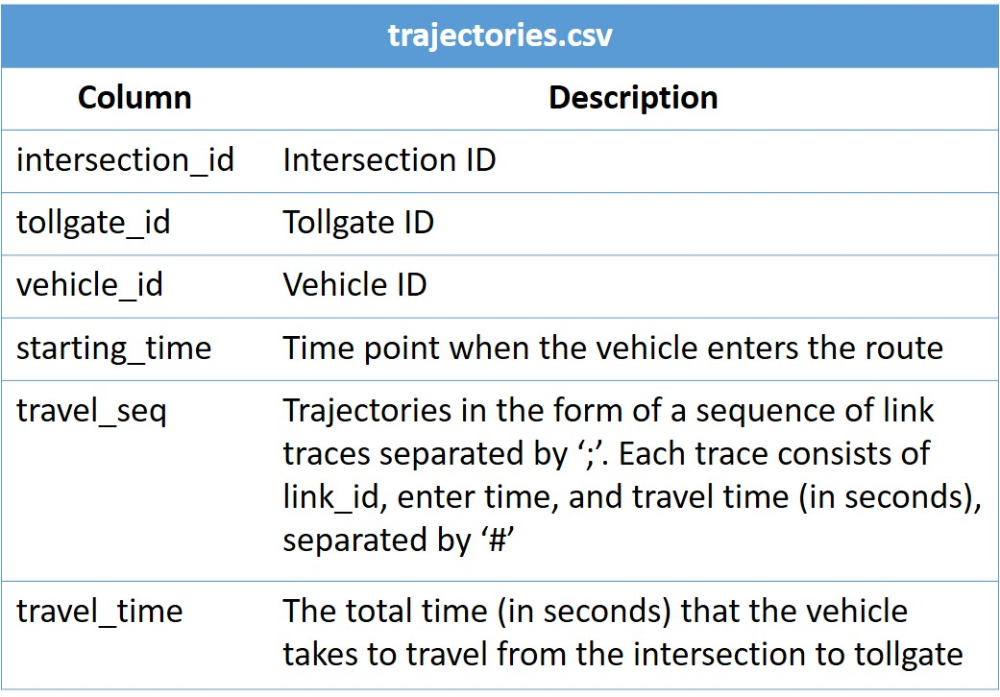 trajectories.csv
Column Description
intersection_id Intersection ID
tollgate_id Tollgate ID
vehicle_id Vehicle ID
starting_time Time point when the vehicle enters the route
travel_seq Trajectories in the form of a sequence of link
traces separated by ‘;’. Each trace consists of
link_id, enter time, and travel time (in seconds),
separated by ‘#’
travel_time The total time (in seconds) that the vehicle
takes to travel from the intersection to tollgate